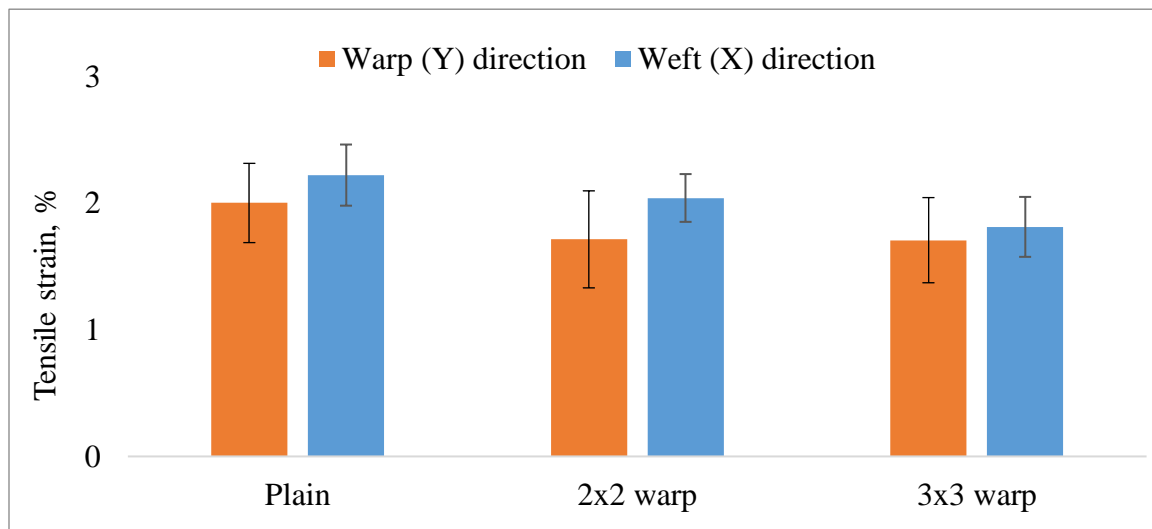 Warp (Y) direction Weft (X) direction
3
2
1
0
Tensile strain, %
Plain 2x2 warp 3x3 warp